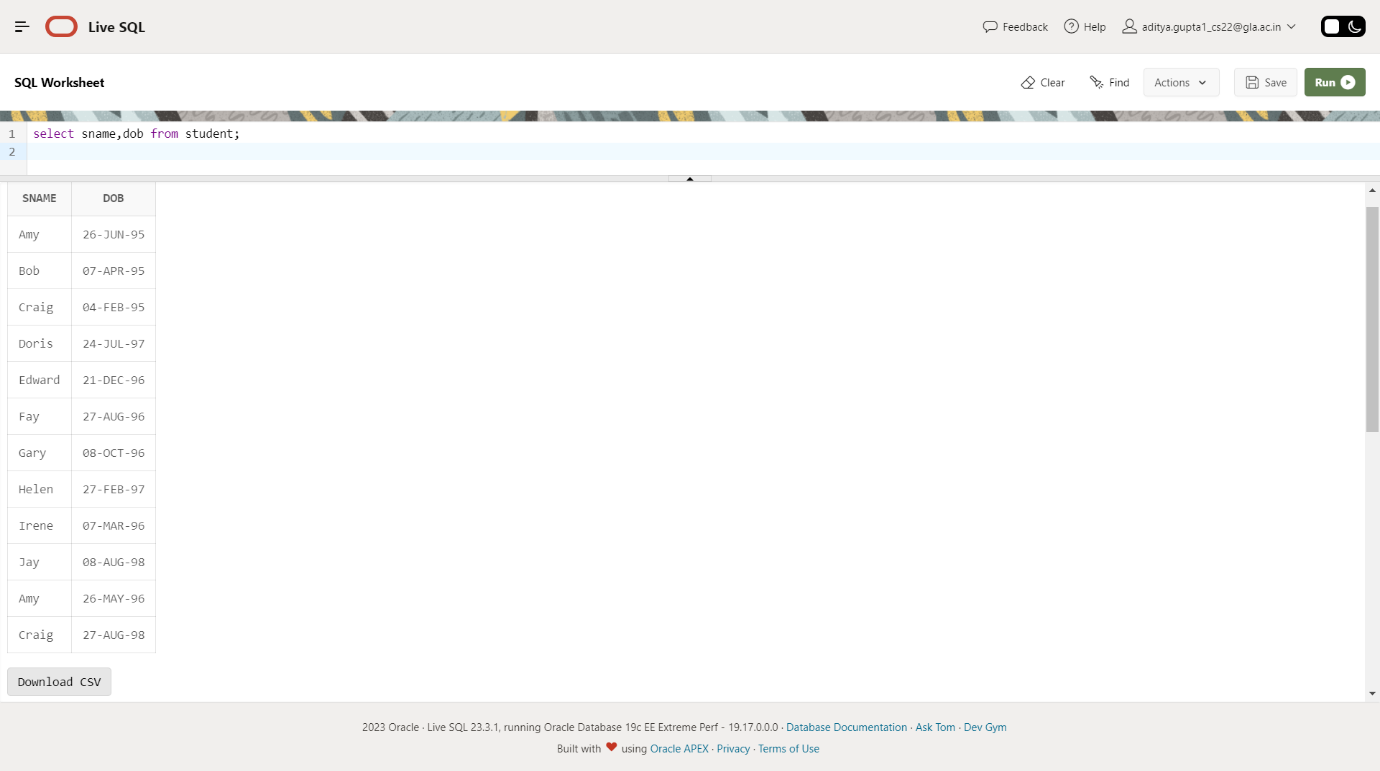 Live SQL
Feedback Help aditya.gupta1_cs22@gla.ac.in
SQL Worksheet
Clear Find Actions Save Run
1 select sname,dob from student;
2
SNAME DOB
Amy 26-JUN-95
Bob 07-APR-95
Craig 04-FEB-95
Doris 24-JUL-97
Edward 21-DEC-96
Fay 27-AUG-96
Gary 08-OCT-96
Helen 27-FEB-97
Irene 07-MAR-96
Jay 08-AUG-98
Amy 26-MAY-96
Craig 27-AUG-98
Download CSV
2023 Oracle · Live SQL 23.3.1, running Oracle Database 19c EE Extreme Perf - 19.17.0.0.0 · Database Documentation · Ask Tom · Dev Gym
Built with ❤ using Oracle APEX · Privacy · Terms of Use